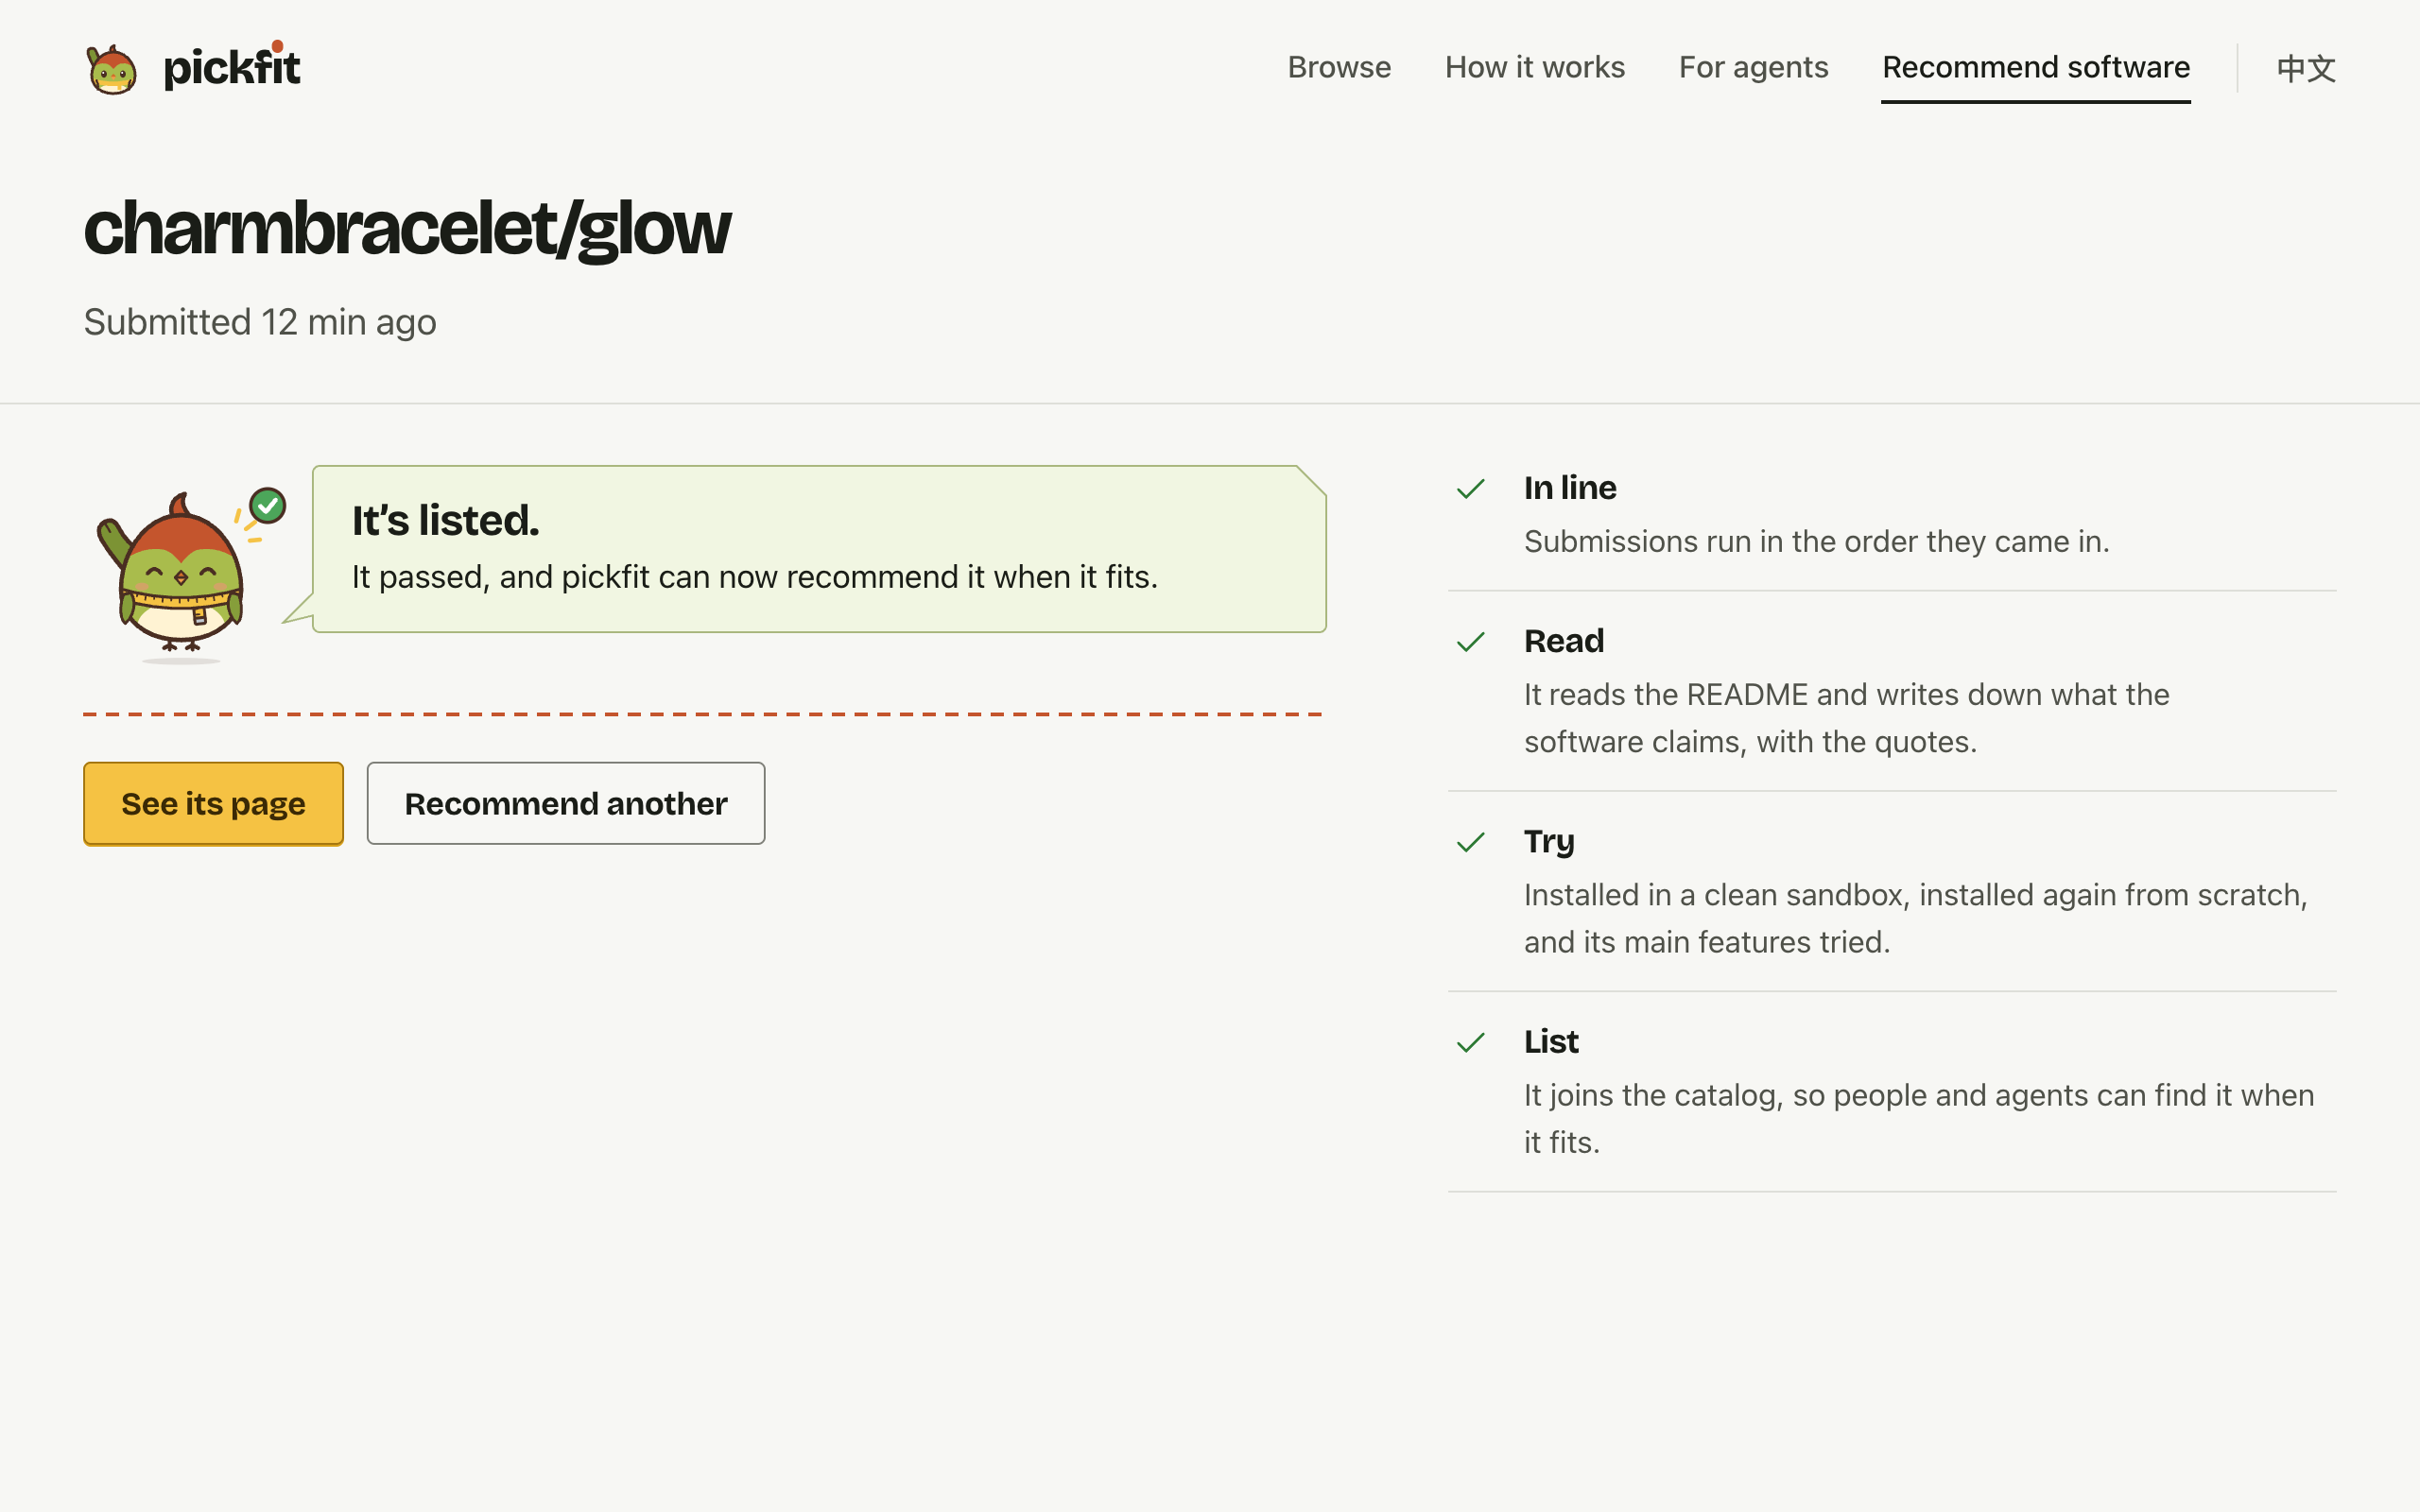 pickfit
Browse
How it works
For agents
Recommend software
中文
charmbracelet/glow
Submitted 12 min ago
It’s listed.
It passed, and pickfit can now recommend it when it fits.
See its page
Recommend another
In line
Submissions run in the order they came in.
Read
It reads the README and writes down what the
software claims, with the quotes.
Try
Installed in a clean sandbox, installed again from scratch,
and its main features tried.
List
It joins the catalog, so people and agents can find it when
it fits.